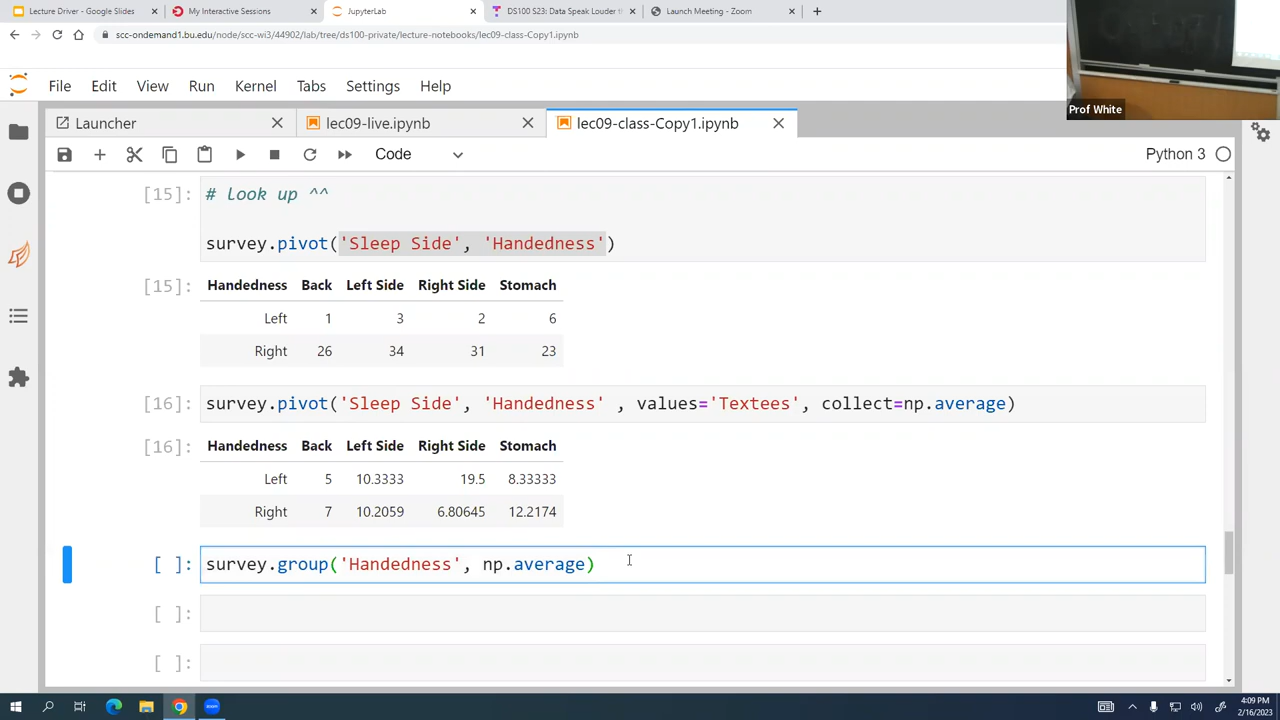 Lecture Driver - Google Slides
My Interactive Sessions
JupyterLab
DS100 S23: Data Speak Louder th
Launch Meeting - Zoom
scc-ondemand1.bu.edu/node/scc-wi3/44902/lab/tree/ds100-private/lecture-notebooks/lec09-class-Copy1.ipynb
Prof White
File Edit View Run Kernel Tabs Settings Help
Launcher
lec09-live.ipynb
lec09-class-Copy1.ipynb
Code
Python 3
[15]: # Look up ^^
survey.pivot('Sleep Side', 'Handedness')
[15]: Handedness Back Left Side Right Side Stomach
Left 1 3 2 6
Right 26 34 31 23
[16]: survey.pivot('Sleep Side', 'Handedness' , values='Textees', collect=np.average)
[16]: Handedness Back Left Side Right Side Stomach
Left 5 10.3333 19.5 8.33333
Right 7 10.2059 6.80645 12.2174
[ ]: survey.group('Handedness', np.average)
[ ]:
[ ]:
4:09 PM
2/16/2023